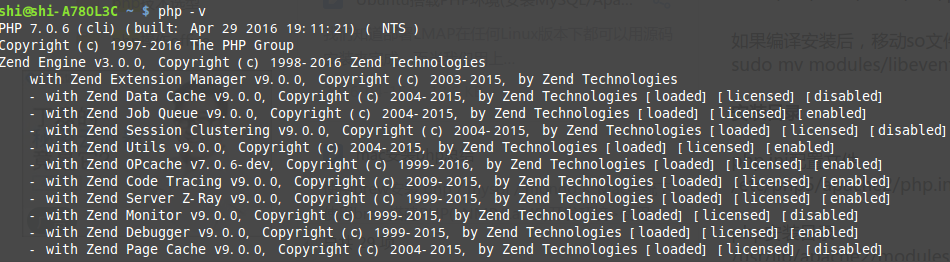 shi@shi-A780L3C ~ $ php -v
PHP 7.0.6 (cli) (built: Apr 29 2016 19:11:21) ( NTS )
Copyright (c) 1997-2016 The PHP Group
Zend Engine v3.0.0, Copyright (c) 1998-2016 Zend Technologies
with Zend Extension Manager v9.0.0, Copyright (c) 2003-2015, by Zend Technologies
- with Zend Data Cache v9.0.0, Copyright (c) 2004-2015, by Zend Technologies [loaded] [licensed] [disabled]
- with Zend Job Queue v9.0.0, Copyright (c) 2004-2015, by Zend Technologies [loaded] [licensed] [enabled]
- with Zend Session Clustering v9.0.0, Copyright (c) 2004-2015, by Zend Technologies [loaded] [licensed] [disabled]
- with Zend Utils v9.0.0, Copyright (c) 2004-2015, by Zend Technologies [loaded] [licensed] [enabled]
- with Zend OPcache v7.0.6-dev, Copyright (c) 1999-2016, by Zend Technologies [loaded] [licensed] [enabled]
- with Zend Code Tracing v9.0.0, Copyright (c) 2009-2015, by Zend Technologies [loaded] [licensed] [enabled]
- with Zend Server Z-Ray v9.0.0, Copyright (c) 1999-2015, by Zend Technologies [loaded] [licensed] [enabled]
- with Zend Monitor v9.0.0, Copyright (c) 1999-2015, by Zend Technologies [loaded] [licensed] [disabled]
- with Zend Debugger v9.0.0, Copyright (c) 1999-2015, by Zend Technologies [loaded] [licensed] [enabled]
- with Zend Page Cache v9.0.0, Copyright (c) 2004-2015, by Zend Technologies [loaded] [licensed] [disabled]
如果编译安装后，移动so文件
sudo mv modules/libevent